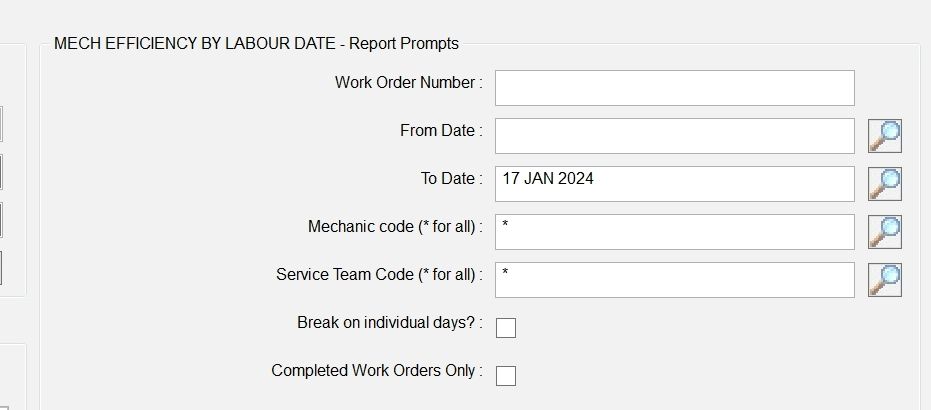 MECH EFFICIENCY BY LABOUR DATE - Report Prompts
Work Order Number :
From Date :
To Date : 17 JAN 2024
Mechanic code (* for all) : *
Service Team Code (* for all) : *
Break on individual days? :
Completed Work Orders Only :